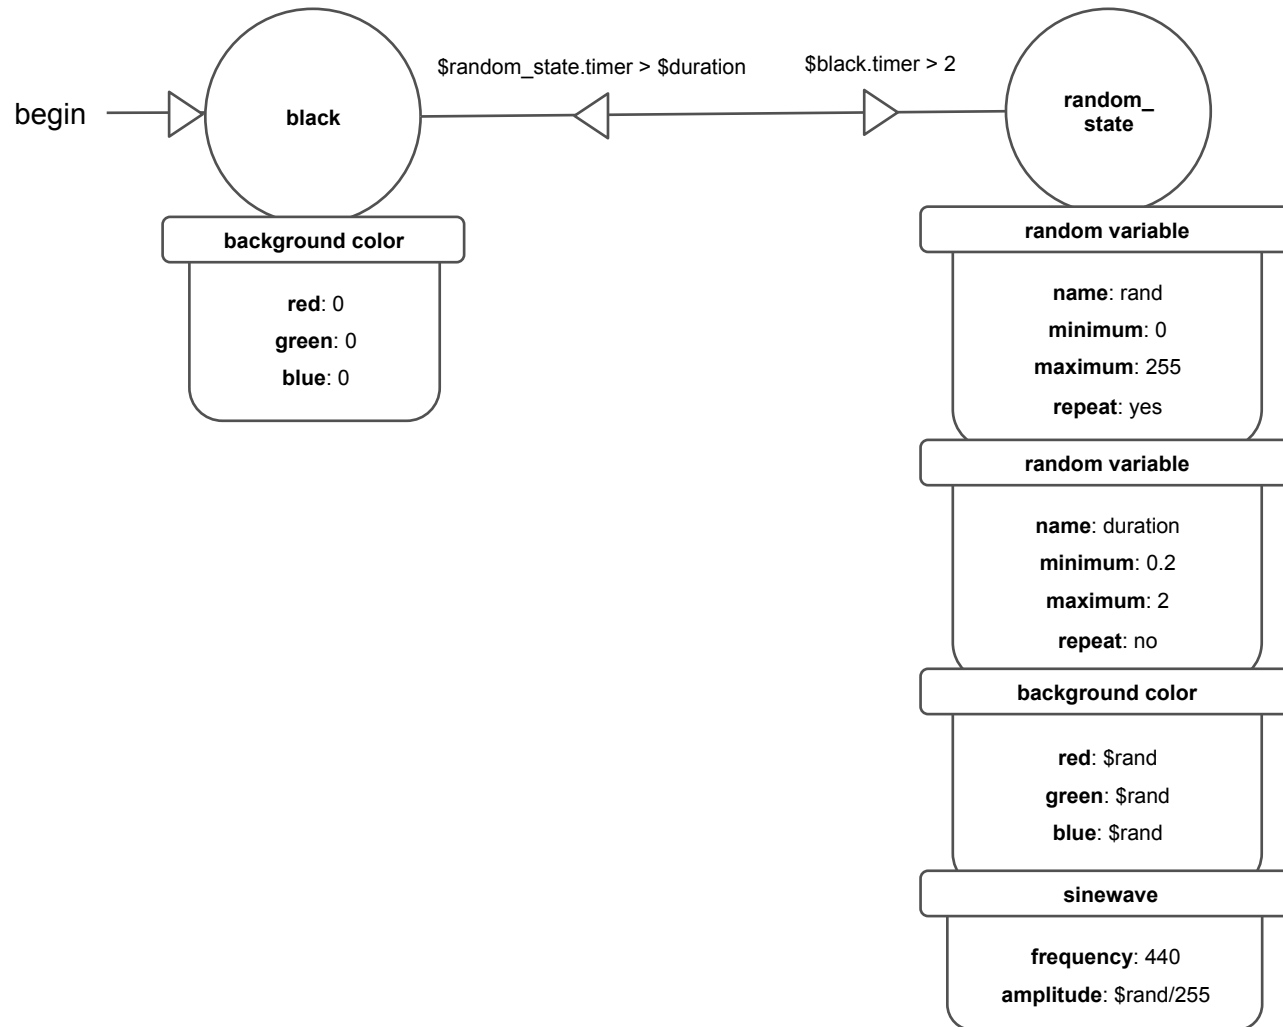 $random_state.timer > $duration
$black.timer > 2
begin
black
random_
state
background color
red: 0
green: 0
blue: 0
random variable
name: rand
minimum: 0
maximum: 255
repeat: yes
random variable
name: duration
minimum: 0.2
maximum: 2
repeat: no
background color
red: $rand
green: $rand
blue: $rand
sinewave
frequency: 440
amplitude: $rand/255